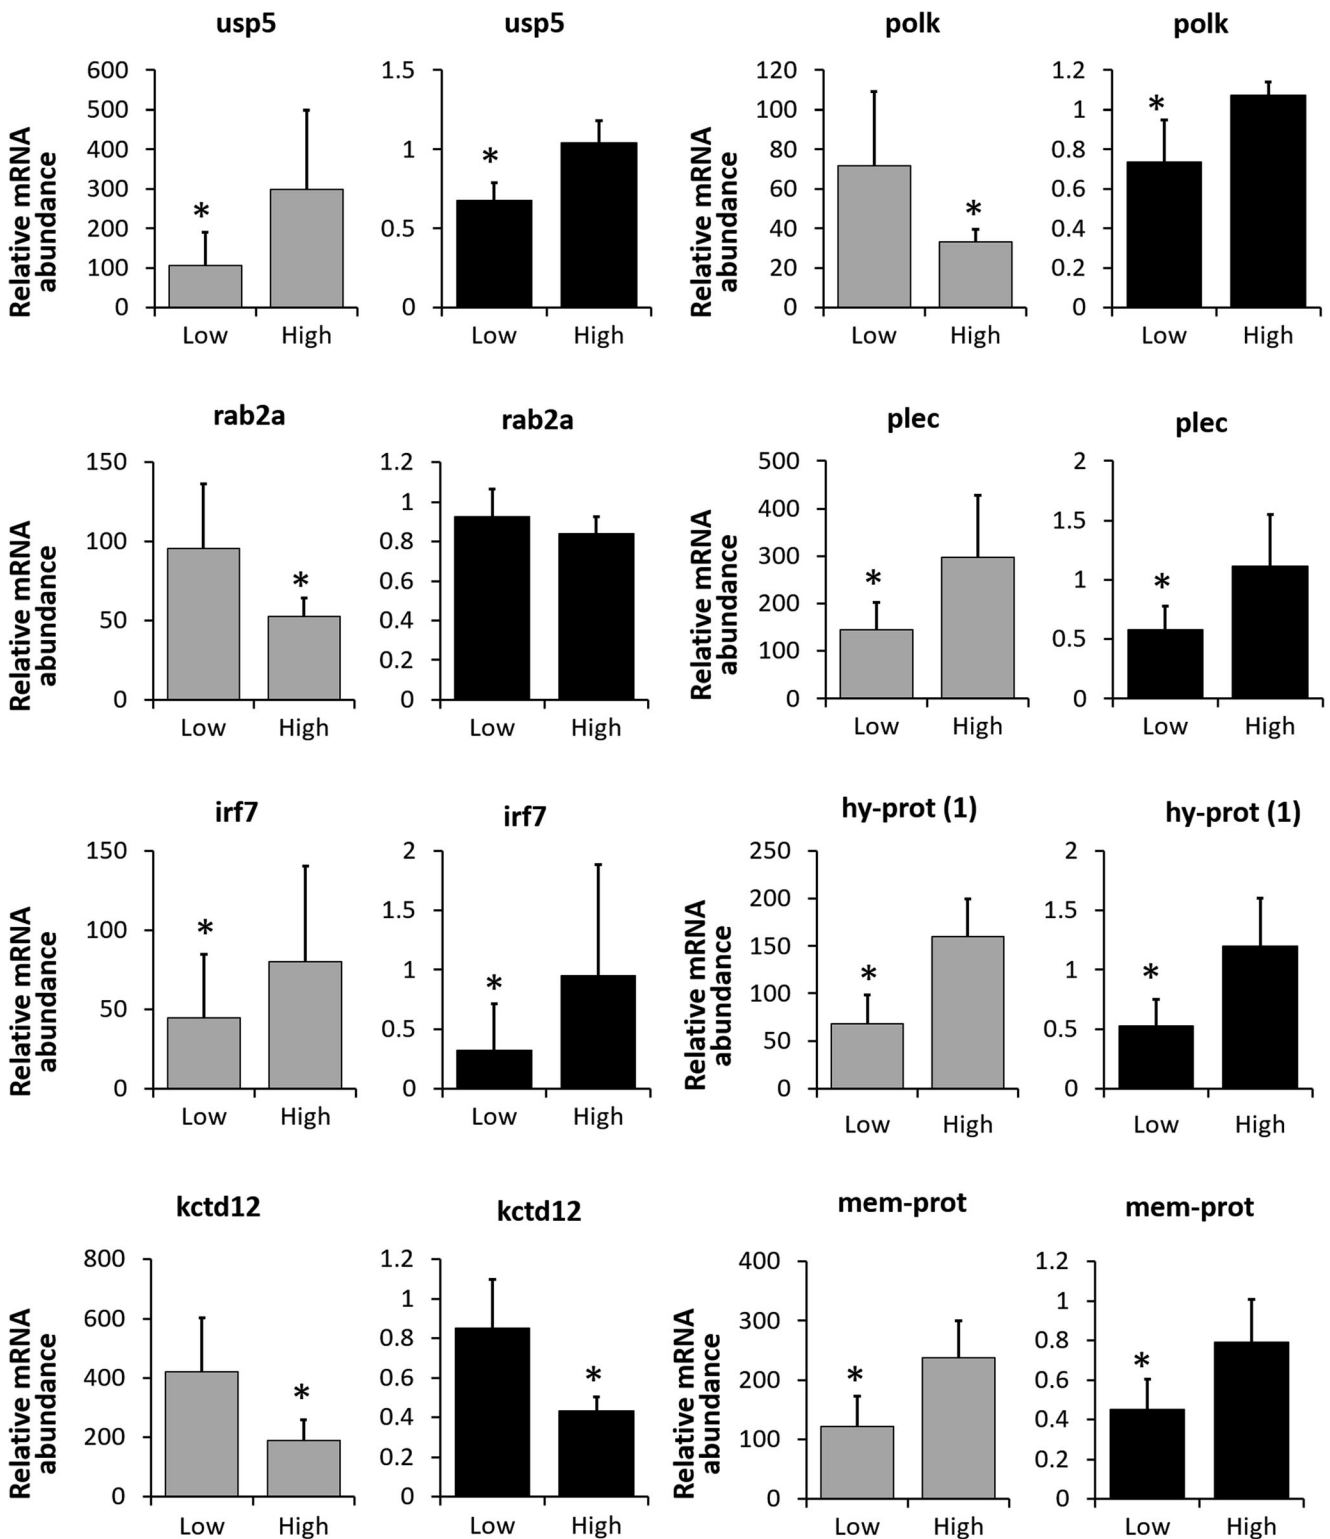 usp5
usp5
polk
polk
Relative mRNA
abundance
600
500
400
300
200
100
0
*
Low High
1.5
1
0.5
0
*
Low High
Relative mRNA
abundance
120
100
80
60
40
20
0
*
Low High
1.2
1
0.8
0.6
0.4
0.2
0
*
Low High
rab2a
rab2a
plec
plec
Relative mRNA
abundance
150
100
50
0
*
Low High
1.2
1
0.8
0.6
0.4
0.2
0
Low High
Relative mRNA
abundance
500
400
300
200
100
0
*
Low High
2
1.5
1
0.5
0
*
Low High
irf7
irf7
hy-prot (1)
hy-prot (1)
Relative mRNA
abundance
150
100
50
0
*
Low High
2
1.5
1
0.5
0
*
Low High
Relative mRNA
abundance
250
200
150
100
50
0
*
Low High
2
1.5
1
0.5
0
*
Low High
kctd12
kctd12
mem-prot
mem-prot
Relative mRNA
abundance
800
600
400
200
0
*
Low High
1.2
1
0.8
0.6
0.4
0.2
0
*
Low High
Relative mRNA
abundance
400
300
200
100
0
*
Low High
1.2
1
0.8
0.6
0.4
0.2
0
*
Low High